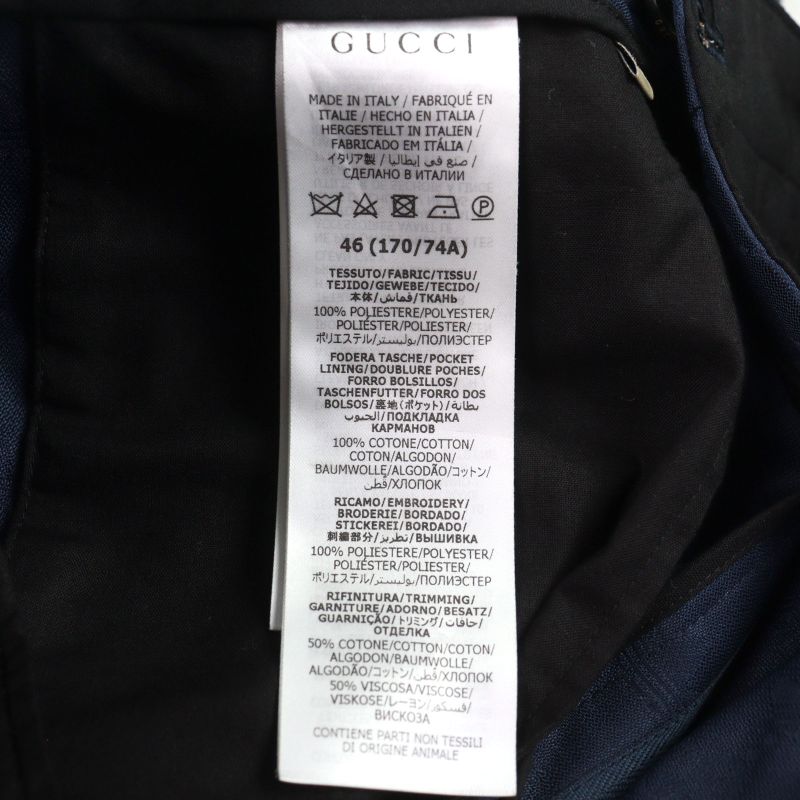 GUCCI
MADE IN ITALY / FABRIQUÉ EN
ITALIE / HECHO EN ITALIA /
HERGESTELLT IN ITALIEN /
FABRICADO EM ITÁLIA /
イタリア製 / صنع في إيطاليا /
СДЕЛАНО В ИТАЛИИ
P
46 (170/74A)
TESSUTO/FABRIC/TISSU/
TEJIDO/GEWEBE/TECIDO/
本体/قماش/ТКАНЬ
100% POLIESTERE/POLYESTER/
POLIÉSTER/POLIESTER/
ポリエステル/بوليستر/ПОЛИЭСТЕР
FODERA TASCHE/POCKET
LINING/DOUBLURE POCHES/
FORRO BOLSILLOS/
TASCHENFUTTER/FORRO DOS
BOLSOS/裏地(ポケット)/بطانة
الجيوب/ПОДКЛАДКА
КАРМАНОВ
100% COTONE/COTTON/
COTON/ALGODON/
BAUMWOLLE/ALGODÃO/コットン/
قطن/ХЛОПОК
RICAMO/EMBROIDERY/
BRODERIE/BORDADO/
STICKEREI/BORDADO/
刺繍部分/تطريز/ВЫШИВКА
100% POLIESTERE/POLYESTER/
POLIÉSTER/POLIESTER/
ポリエステル/بوليستر/ПОЛИЭСТЕР
RIFINITURA/TRIMMING/
GARNITURE/ADORNO/BESATZ/
GUARNIÇÃO/トリミング/حافات/
ОТДЕЛКА
50% COTONE/COTTON/COTON/
ALGODON/BAUMWOLLE/
ALGODÃO/コットン/قطن/ХЛОПОК
50% VISCOSA/VISCOSE/
VISKOSE/レーヨン/فسكوز/
ВИСКОЗА
CONTIENE PARTI NON TESSILI
DI ORIGINE ANIMALE